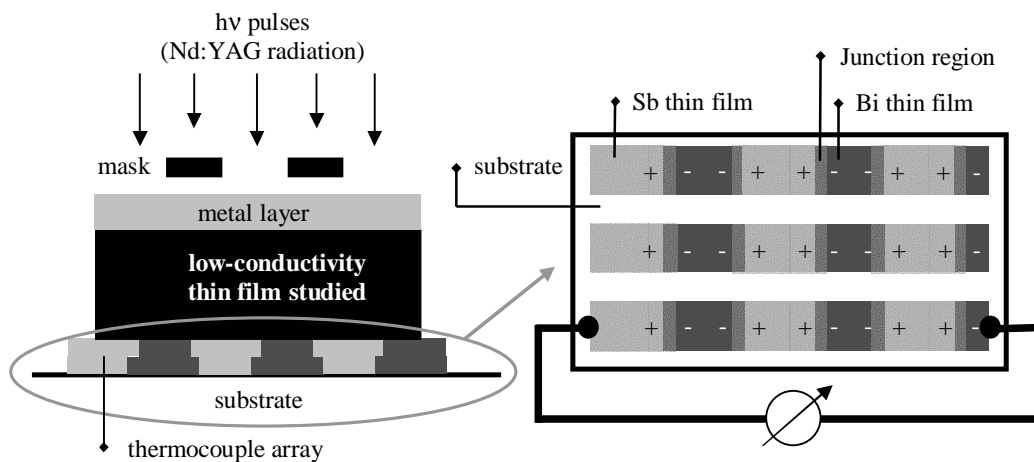 hν pulses
(Nd:YAG radiation)
mask
metal layer
low-conductivity
thin film studied
substrate
thermocouple array
Junction region
Sb thin film
Bi thin film
substrate
+ - - + + - - + + -
+ - - + + - - + + -
+ - - + + - - + + -